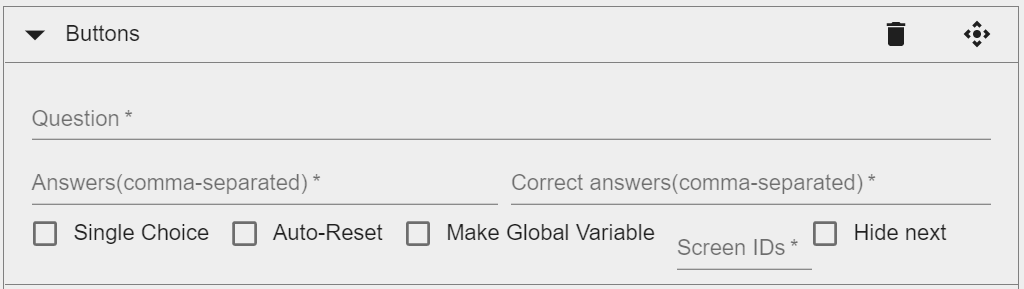 Buttons
Question *
Answers(comma-separated) * Correct answers(comma-separated) *
Single Choice Auto-Reset Make Global Variable Screen IDs * Hide next